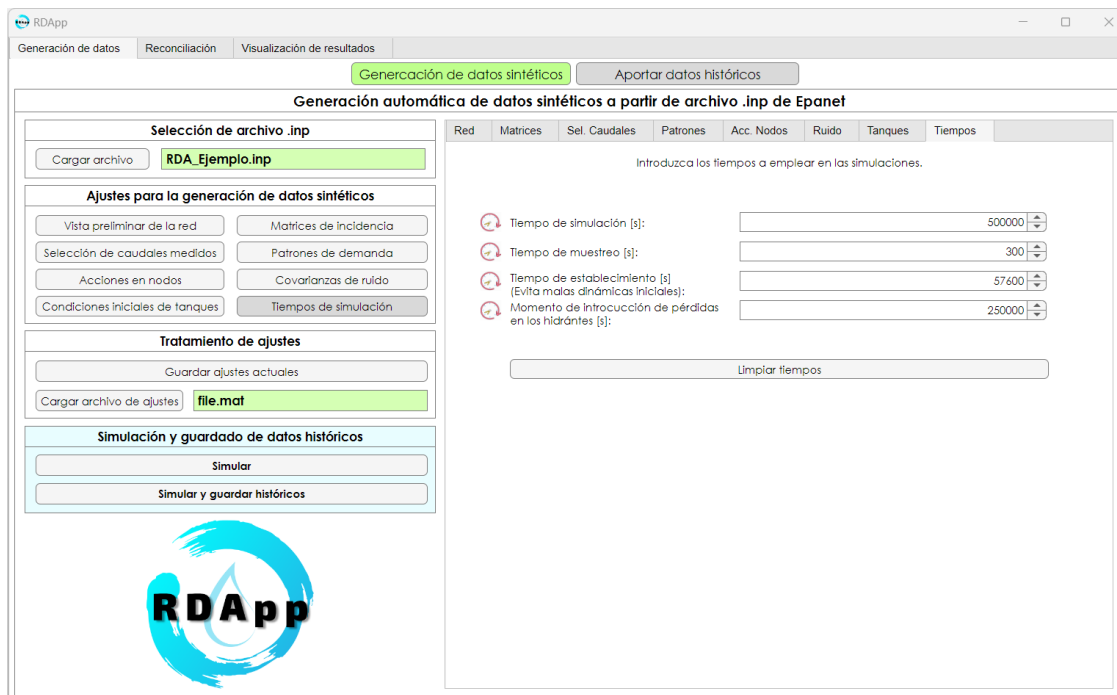 RDApp
Generación de datos Reconciliación Visualización de resultados
Genercación de datos sintéticos Aportar datos históricos
Generación automática de datos sintéticos a partir de archivo .inp de Epanet
Selección de archivo .inp
Cargar archivo RDA_Ejemplo.inp
Ajustes para la generación de datos sintéticos
Vista preliminar de la red Matrices de incidencia
Selección de caudales medidos Patrones de demanda
Acciones en nodos Covarianzas de ruido
Condiciones iniciales de tanques Tiempos de simulación
Tratamiento de ajustes
Guardar ajustes actuales
Cargar archivo de ajustes file.mat
Simulación y guardado de datos históricos
Simular
Simular y guardar históricos
RDApp
Red Matrices Sel. Caudales Patrones Acc. Nodos Ruido Tanques Tiempos
Introduzca los tiempos a emplear en las simulaciones.
Tiempo de simulación [s]: 500000
Tiempo de muestreo [s]: 300
Tiempo de establecimiento [s]
(Evita malas dinámicas iniciales): 57600
Momento de introcucción de pérdidas
en los hidrántes [s]: 250000
Limpiar tiempos